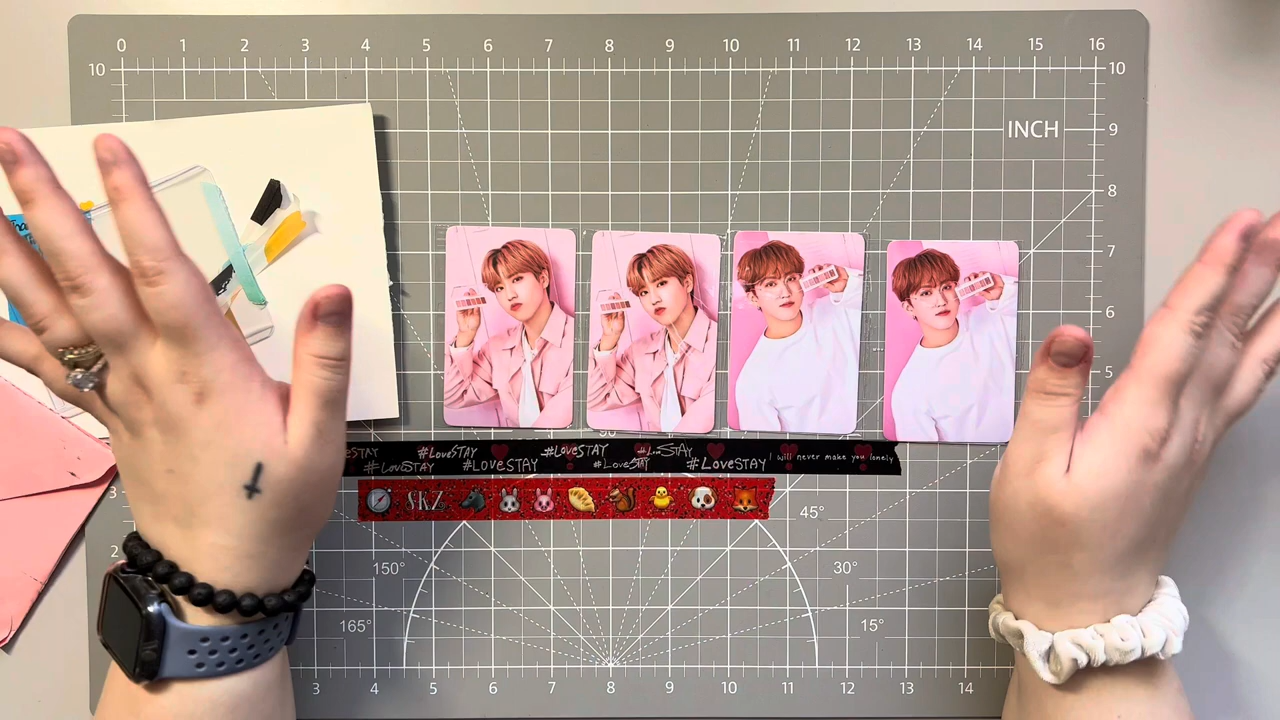 0 1 2 3 4 5 6 7 8 9 10 11 12 13 14 15 16
10 10
INCH 9
8
7
6
5
#LoveSTAY #LoveSTAY #LoveSTAY
#LoveSTAY #LoveSTAY #LoveSTAY #LoveSTAY I will never make you lonely
SKZ
3 45°
2 150° 30°
165° 15°
3 4 5 6 7 8 9 10 11 12 13 14